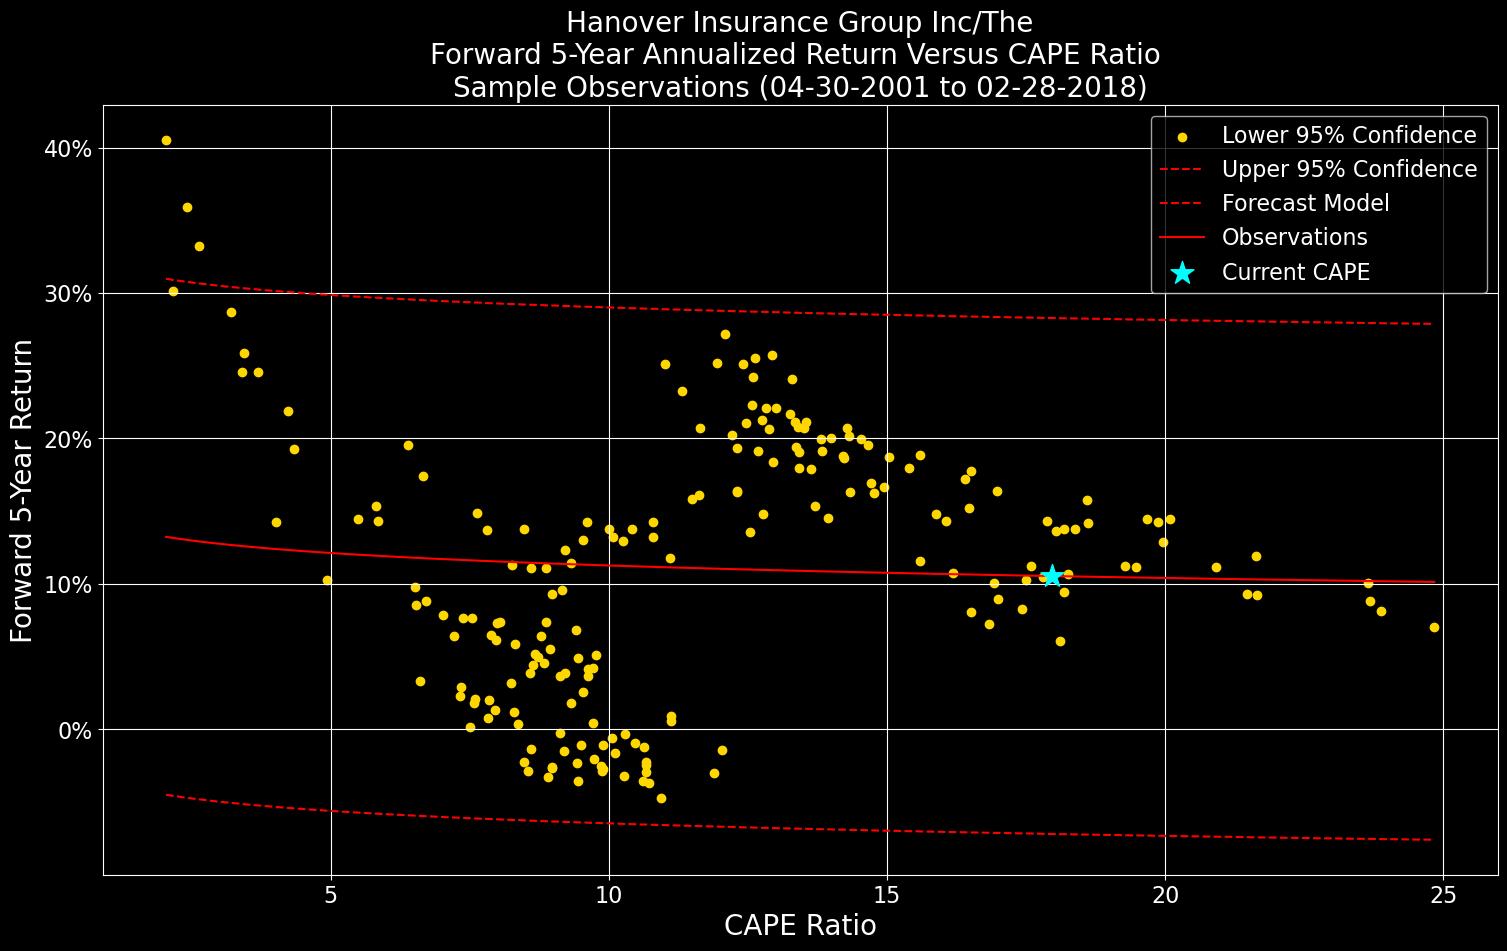 Hanover Insurance Group Inc/The
Forward 5-Year Annualized Return Versus CAPE Ratio
Sample Observations (04-30-2001 to 02-28-2018)
Lower 95% Confidence
Upper 95% Confidence
Forecast Model
Observations
Current CAPE
Forward 5-Year Return
40%
30%
20%
10%
0%
5
10
15
20
25
CAPE Ratio